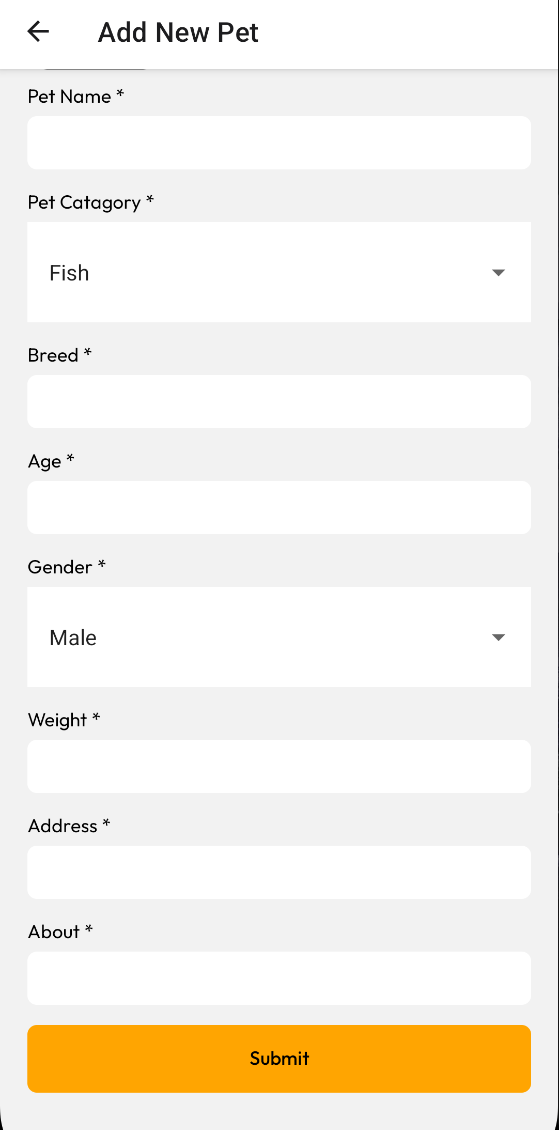 Add New Pet
Pet Name *
Pet Catagory *
Fish
Breed *
Age *
Gender *
Male
Weight *
Address *
About *
Submit